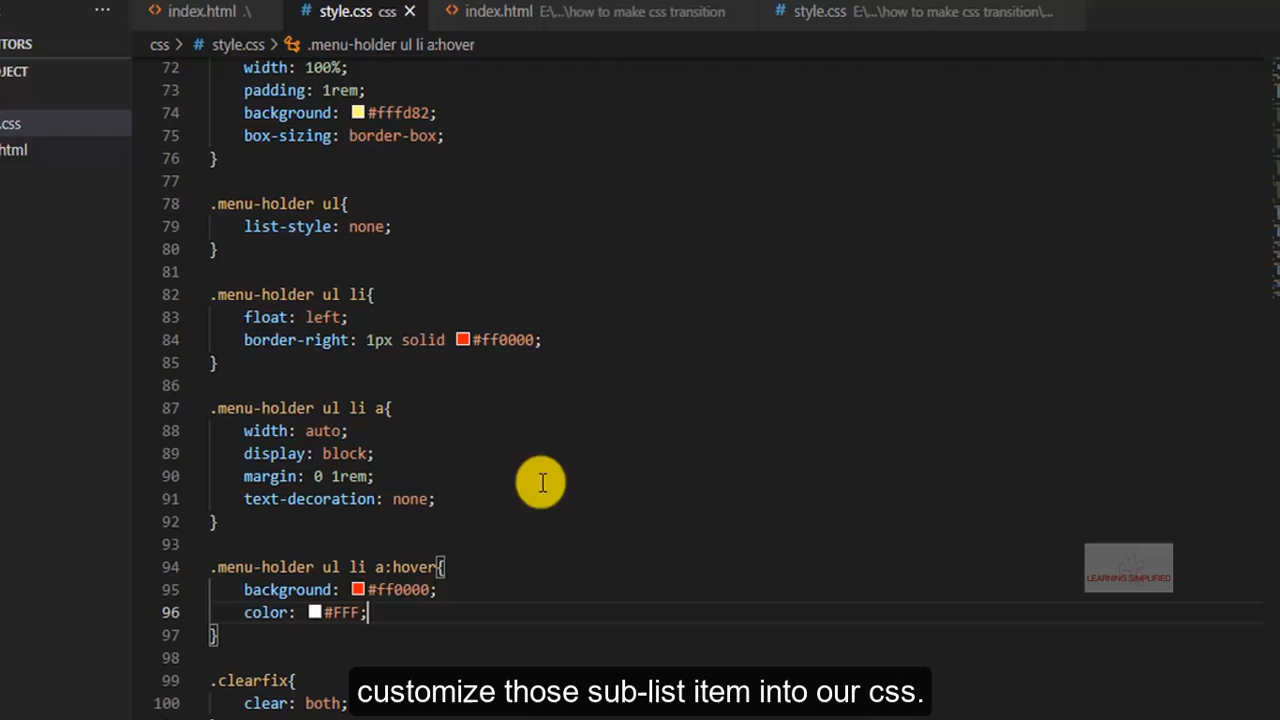 index.html .\
style.css css
index.html E:\...\how to make css transition
style.css E:\...\how to make css transition\...
css > style.css > .menu-holder ul li a:hover
72 width: 100%;
73 padding: 1rem;
74 background: #fffd82;
75 box-sizing: border-box;
76 }
77
78 .menu-holder ul{
79 list-style: none;
80 }
81
82 .menu-holder ul li{
83 float: left;
84 border-right: 1px solid #ff0000;
85 }
86
87 .menu-holder ul li a{
88 width: auto;
89 display: block;
90 margin: 0 1rem;
91 text-decoration: none;
92 }
93
94 .menu-holder ul li a:hover{
95 background: #ff0000;
96 color: #FFF;
97 }
98
99 .clearfix{
100 clear: both;
ITORS
JECT
.css
html
LEARNING SIMPLIFIED
customize those sub-list item into our css.